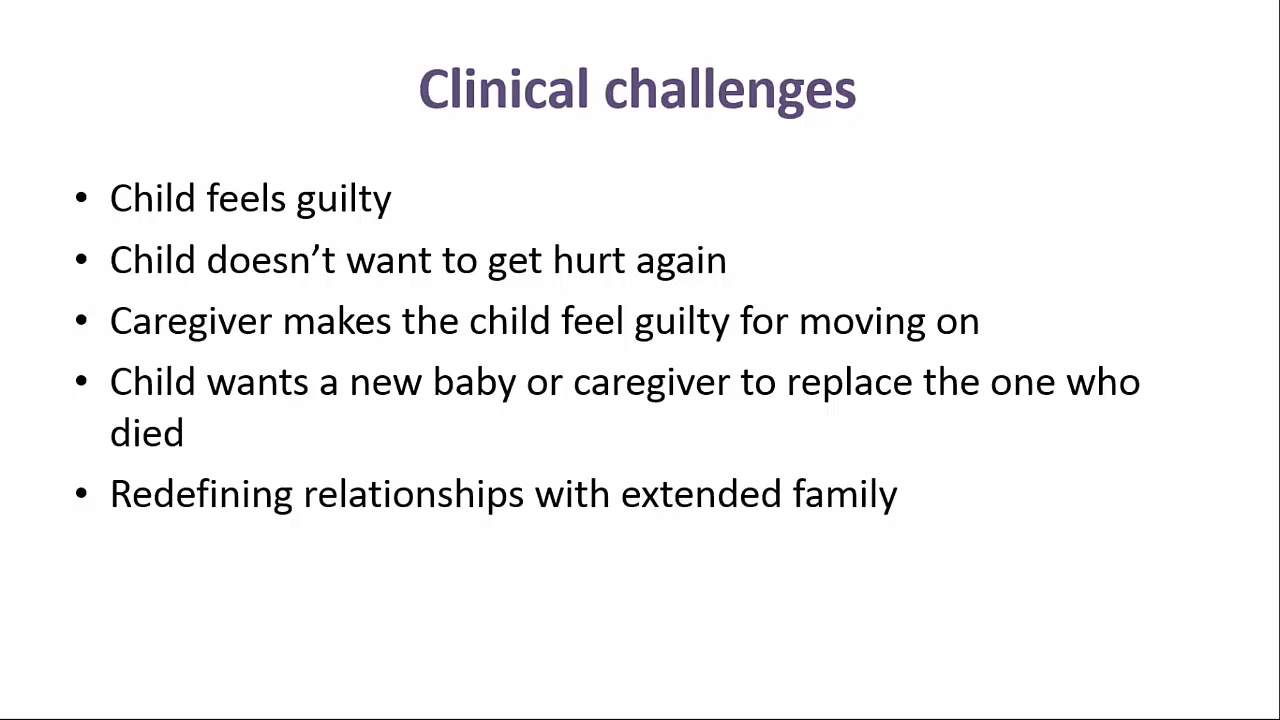 Clinical challenges
• Child feels guilty
• Child doesn’t want to get hurt again
• Caregiver makes the child feel guilty for moving on
• Child wants a new baby or caregiver to replace the one who
died
• Redefining relationships with extended family